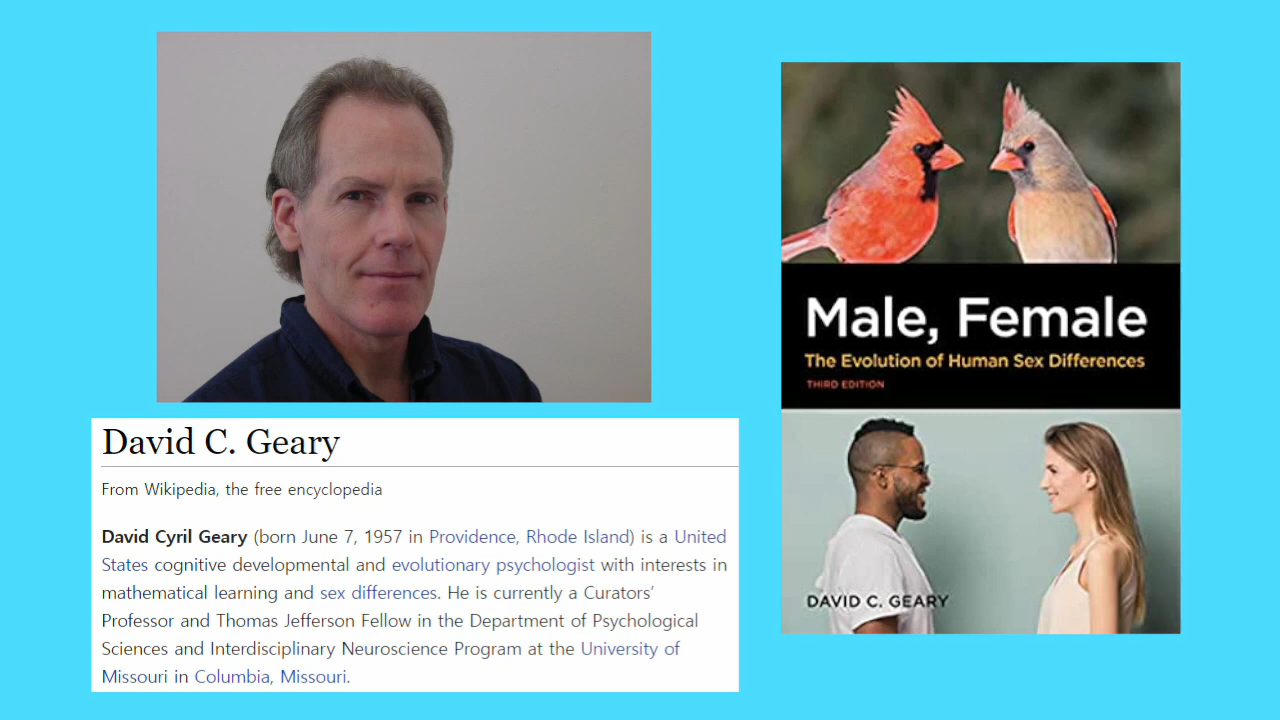 David C. Geary
From Wikipedia, the free encyclopedia
David Cyril Geary (born June 7, 1957 in Providence, Rhode Island) is a United
States cognitive developmental and evolutionary psychologist with interests in
mathematical learning and sex differences. He is currently a Curators'
Professor and Thomas Jefferson Fellow in the Department of Psychological
Sciences and Interdisciplinary Neuroscience Program at the University of
Missouri in Columbia, Missouri.
Male, Female
The Evolution of Human Sex Differences
THIRD EDITION
DAVID C. GEARY